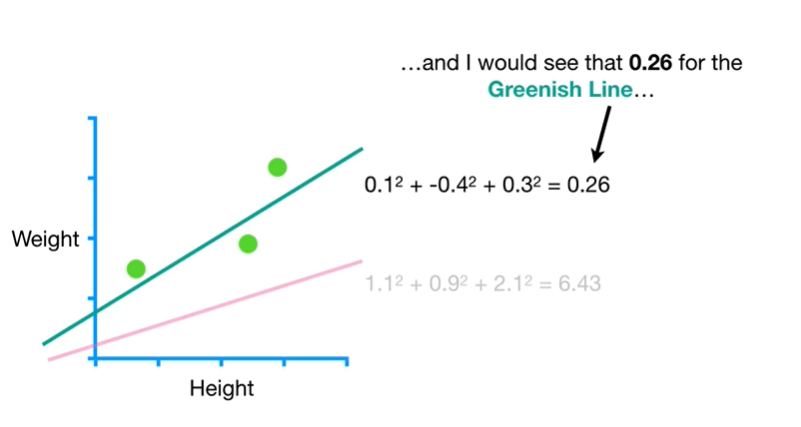 …and I would see that 0.26 for the
Greenish Line…
0.1² + -0.4² + 0.3² = 0.26
Weight
1.1² + 0.9² + 2.1² = 6.43
Height